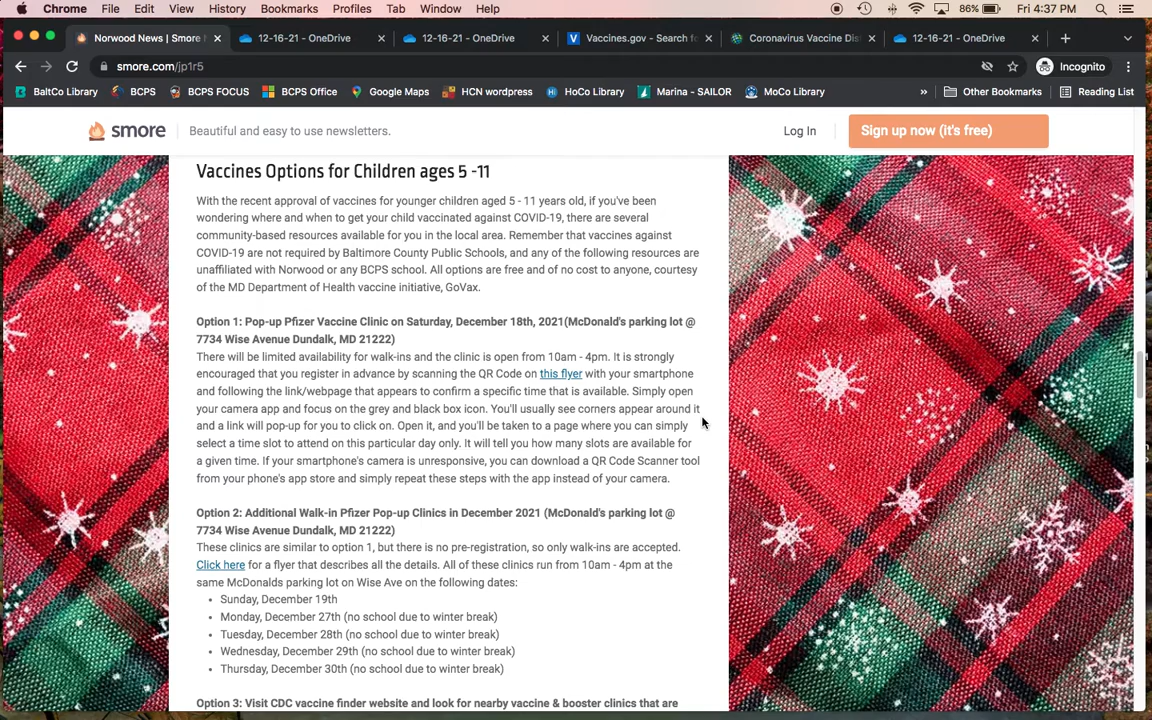 Chrome File Edit View History Bookmarks Profiles Tab Window Help 86% Fri 4:37 PM
Norwood News | Smore 12-16-21 - OneDrive 12-16-21 - OneDrive Vaccines.gov - Search fo Coronavirus Vaccine Dis 12-16-21 - OneDrive
smore.com/jp1r5 Incognito
BaltCo Library BCPS BCPS FOCUS BCPS Office Google Maps HCN wordpress HoCo Library Marina - SAILOR MoCo Library » Other Bookmarks Reading List
smore Beautiful and easy to use newsletters. Log In Sign up now (it's free)
Vaccines Options for Children ages 5 -11
With the recent approval of vaccines for younger children aged 5 - 11 years old, if you've been
wondering where and when to get your child vaccinated against COVID-19, there are several
community-based resources available for you in the local area. Remember that vaccines against
COVID-19 are not required by Baltimore County Public Schools, and any of the following resources are
unaffiliated with Norwood or any BCPS school. All options are free and of no cost to anyone, courtesy
of the MD Department of Health vaccine initiative, GoVax.
Option 1: Pop-up Pfizer Vaccine Clinic on Saturday, December 18th, 2021(McDonald's parking lot @
7734 Wise Avenue Dundalk, MD 21222)
There will be limited availability for walk-ins and the clinic is open from 10am - 4pm. It is strongly
encouraged that you register in advance by scanning the QR Code on this flyer with your smartphone
and following the link/webpage that appears to confirm a specific time that is available. Simply open
your camera app and focus on the grey and black box icon. You'll usually see corners appear around it
and a link will pop-up for you to click on. Open it, and you'll be taken to a page where you can simply
select a time slot to attend on this particular day only. It will tell you how many slots are available for
a given time. If your smartphone's camera is unresponsive, you can download a QR Code Scanner tool
from your phone's app store and simply repeat these steps with the app instead of your camera.
Option 2: Additional Walk-in Pfizer Pop-up Clinics in December 2021 (McDonald's parking lot @
7734 Wise Avenue Dundalk, MD 21222)
These clinics are similar to option 1, but there is no pre-registration, so only walk-ins are accepted.
Click here for a flyer that describes all the details. All of these clinics run from 10am - 4pm at the
same McDonalds parking lot on Wise Ave on the following dates:
• Sunday, December 19th
• Monday, December 27th (no school due to winter break)
• Tuesday, December 28th (no school due to winter break)
• Wednesday, December 29th (no school due to winter break)
• Thursday, December 30th (no school due to winter break)
Option 3: Visit CDC vaccine finder website and look for nearby vaccine & booster clinics that are